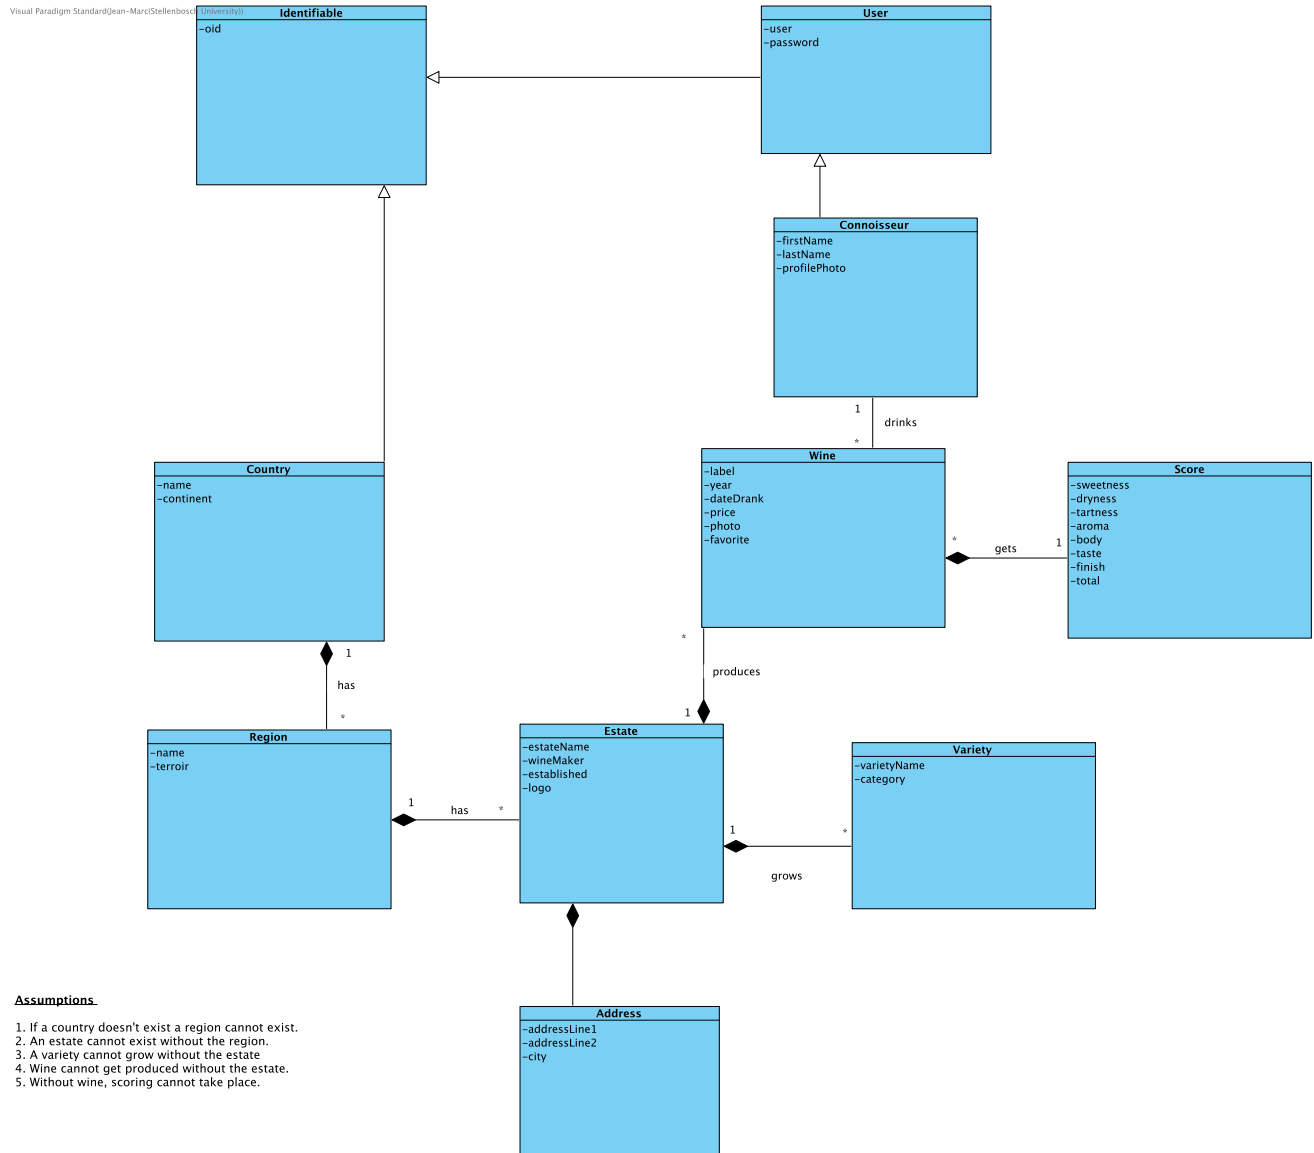 Visual Paradigm Standard(Jean-Marc(Stellenbosch University))
Identifiable
-oid
User
-user
-password
Connoisseur
-firstName
-lastName
-profilePhoto
1
drinks
*
Country
-name
-continent
Wine
-label
-year
-dateDrank
-price
-photo
-favorite
Score
-sweetness
-dryness
-tartness
-aroma
-body
-taste
-finish
-total
*
gets
1
1
has
*
*
produces
1
Region
-name
-terroir
1
has
*
Estate
-estateName
-wineMaker
-established
-logo
Variety
-varietyName
-category
1
*
grows
Address
-addressLine1
-addressLine2
-city
Assumptions
1. If a country doesn't exist a region cannot exist.
2. An estate cannot exist without the region.
3. A variety cannot grow without the estate
4. Wine cannot get produced without the estate.
5. Without wine, scoring cannot take place.